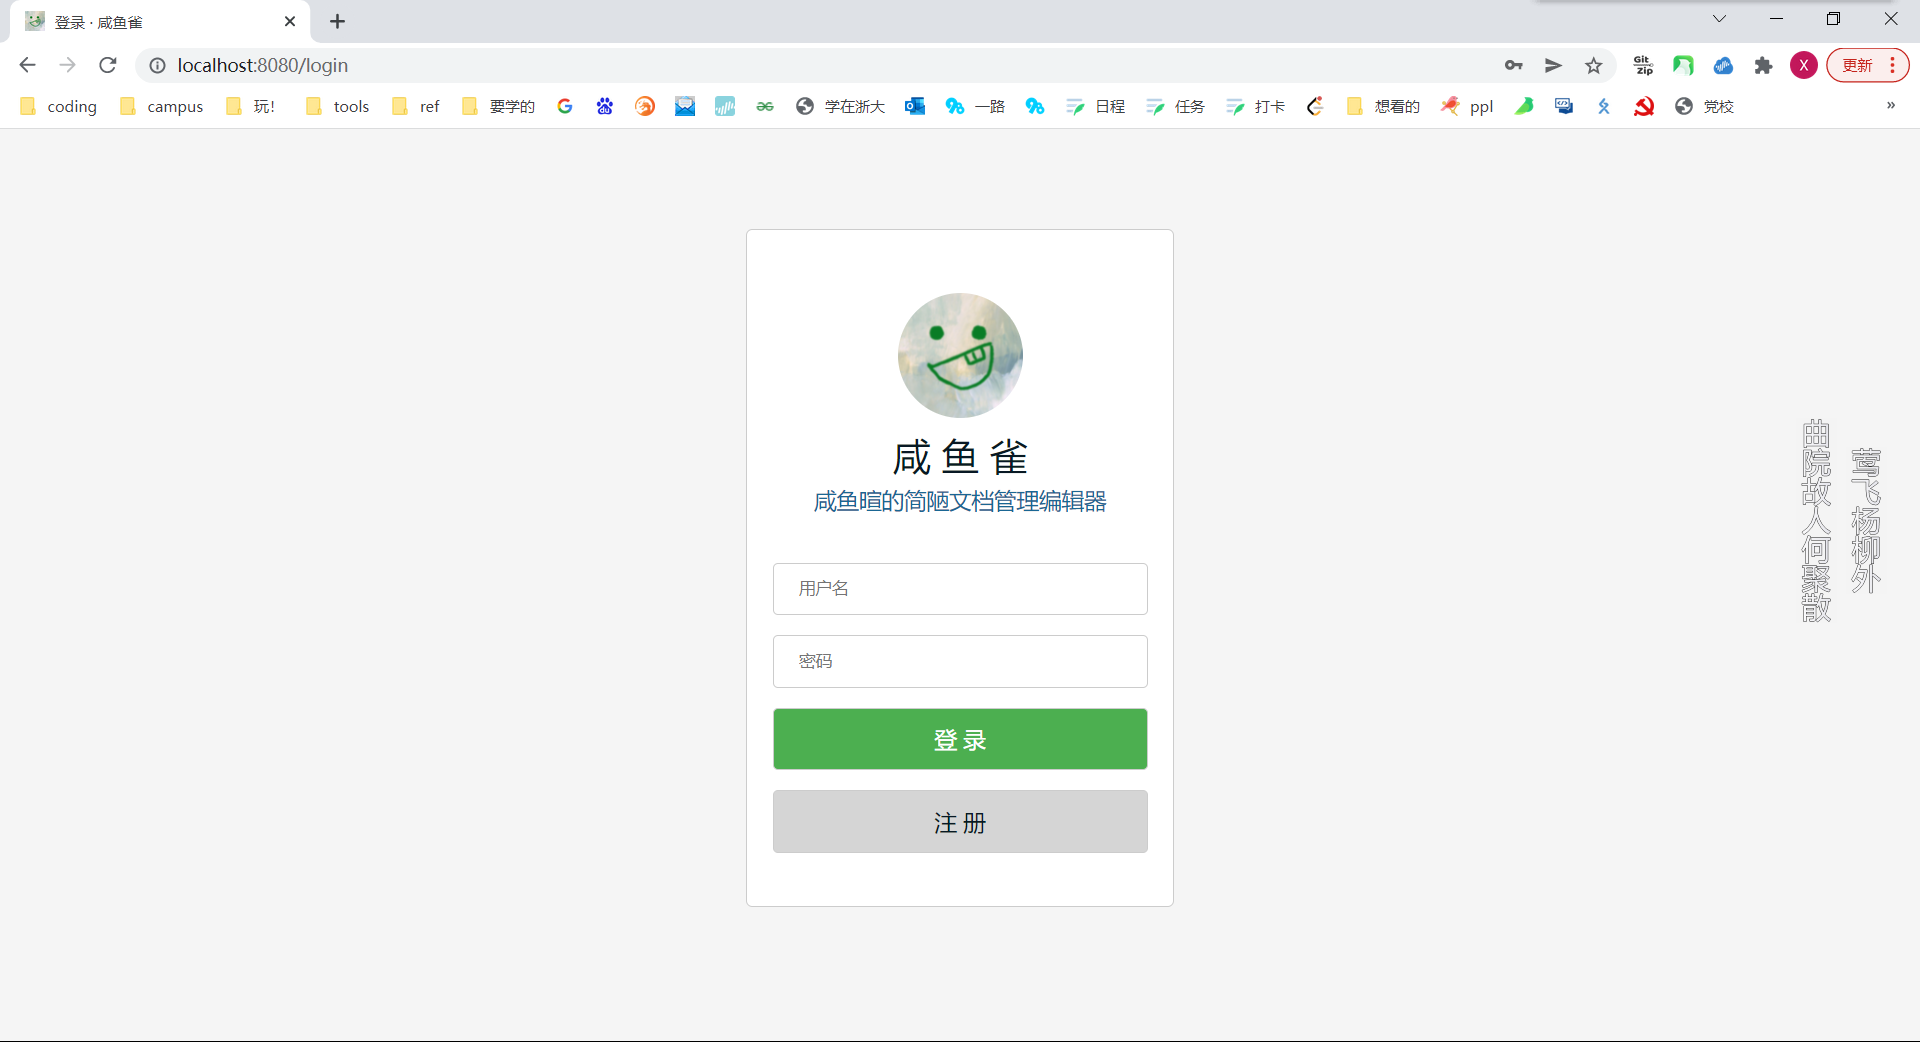 登录 · 咸鱼雀
localhost:8080/login
Git Zip
X
更新
coding
campus
玩!
tools
ref
要学的
学在浙大
一路
日程
任务
打卡
想看的
ppl
党校
»
咸鱼雀
咸鱼暄的简陋文档管理编辑器
用户名
密码
登录
注册
莺飞杨柳外
曲院故人何聚散